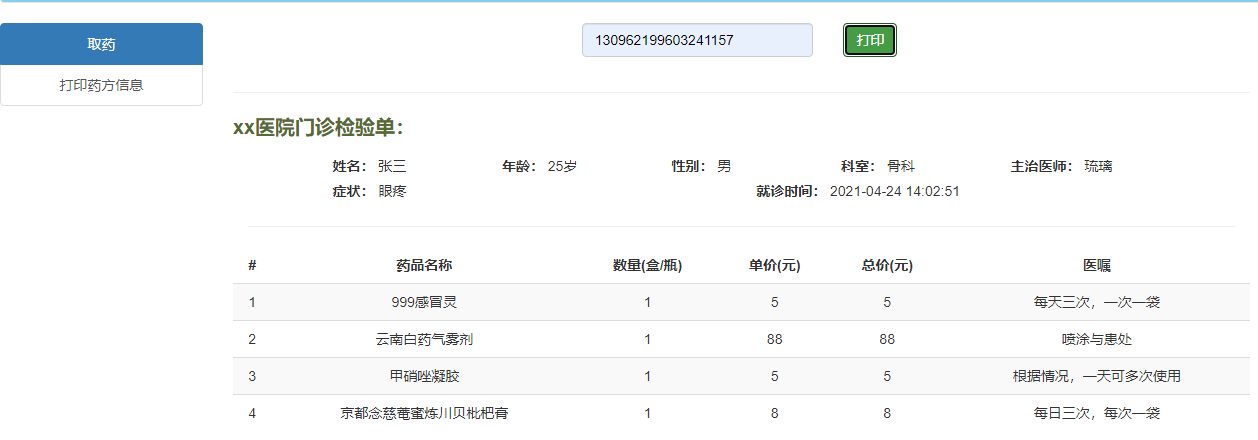 取药
打印药方信息
130962199603241157 打印
xx医院门诊检验单：
姓名： 张三 年龄： 25岁 性别： 男 科室： 骨科 主治医师： 琉璃
症状： 眼疼 就诊时间： 2021-04-24 14:02:51
# 药品名称 数量(盒/瓶) 单价(元) 总价(元) 医嘱
1 999感冒灵 1 5 5 每天三次，一次一袋
2 云南白药气雾剂 1 88 88 喷涂与患处
3 甲硝唑凝胶 1 5 5 根据情况，一天可多次使用
4 京都念慈菴蜜炼川贝枇杷膏 1 8 8 每日三次，每次一袋